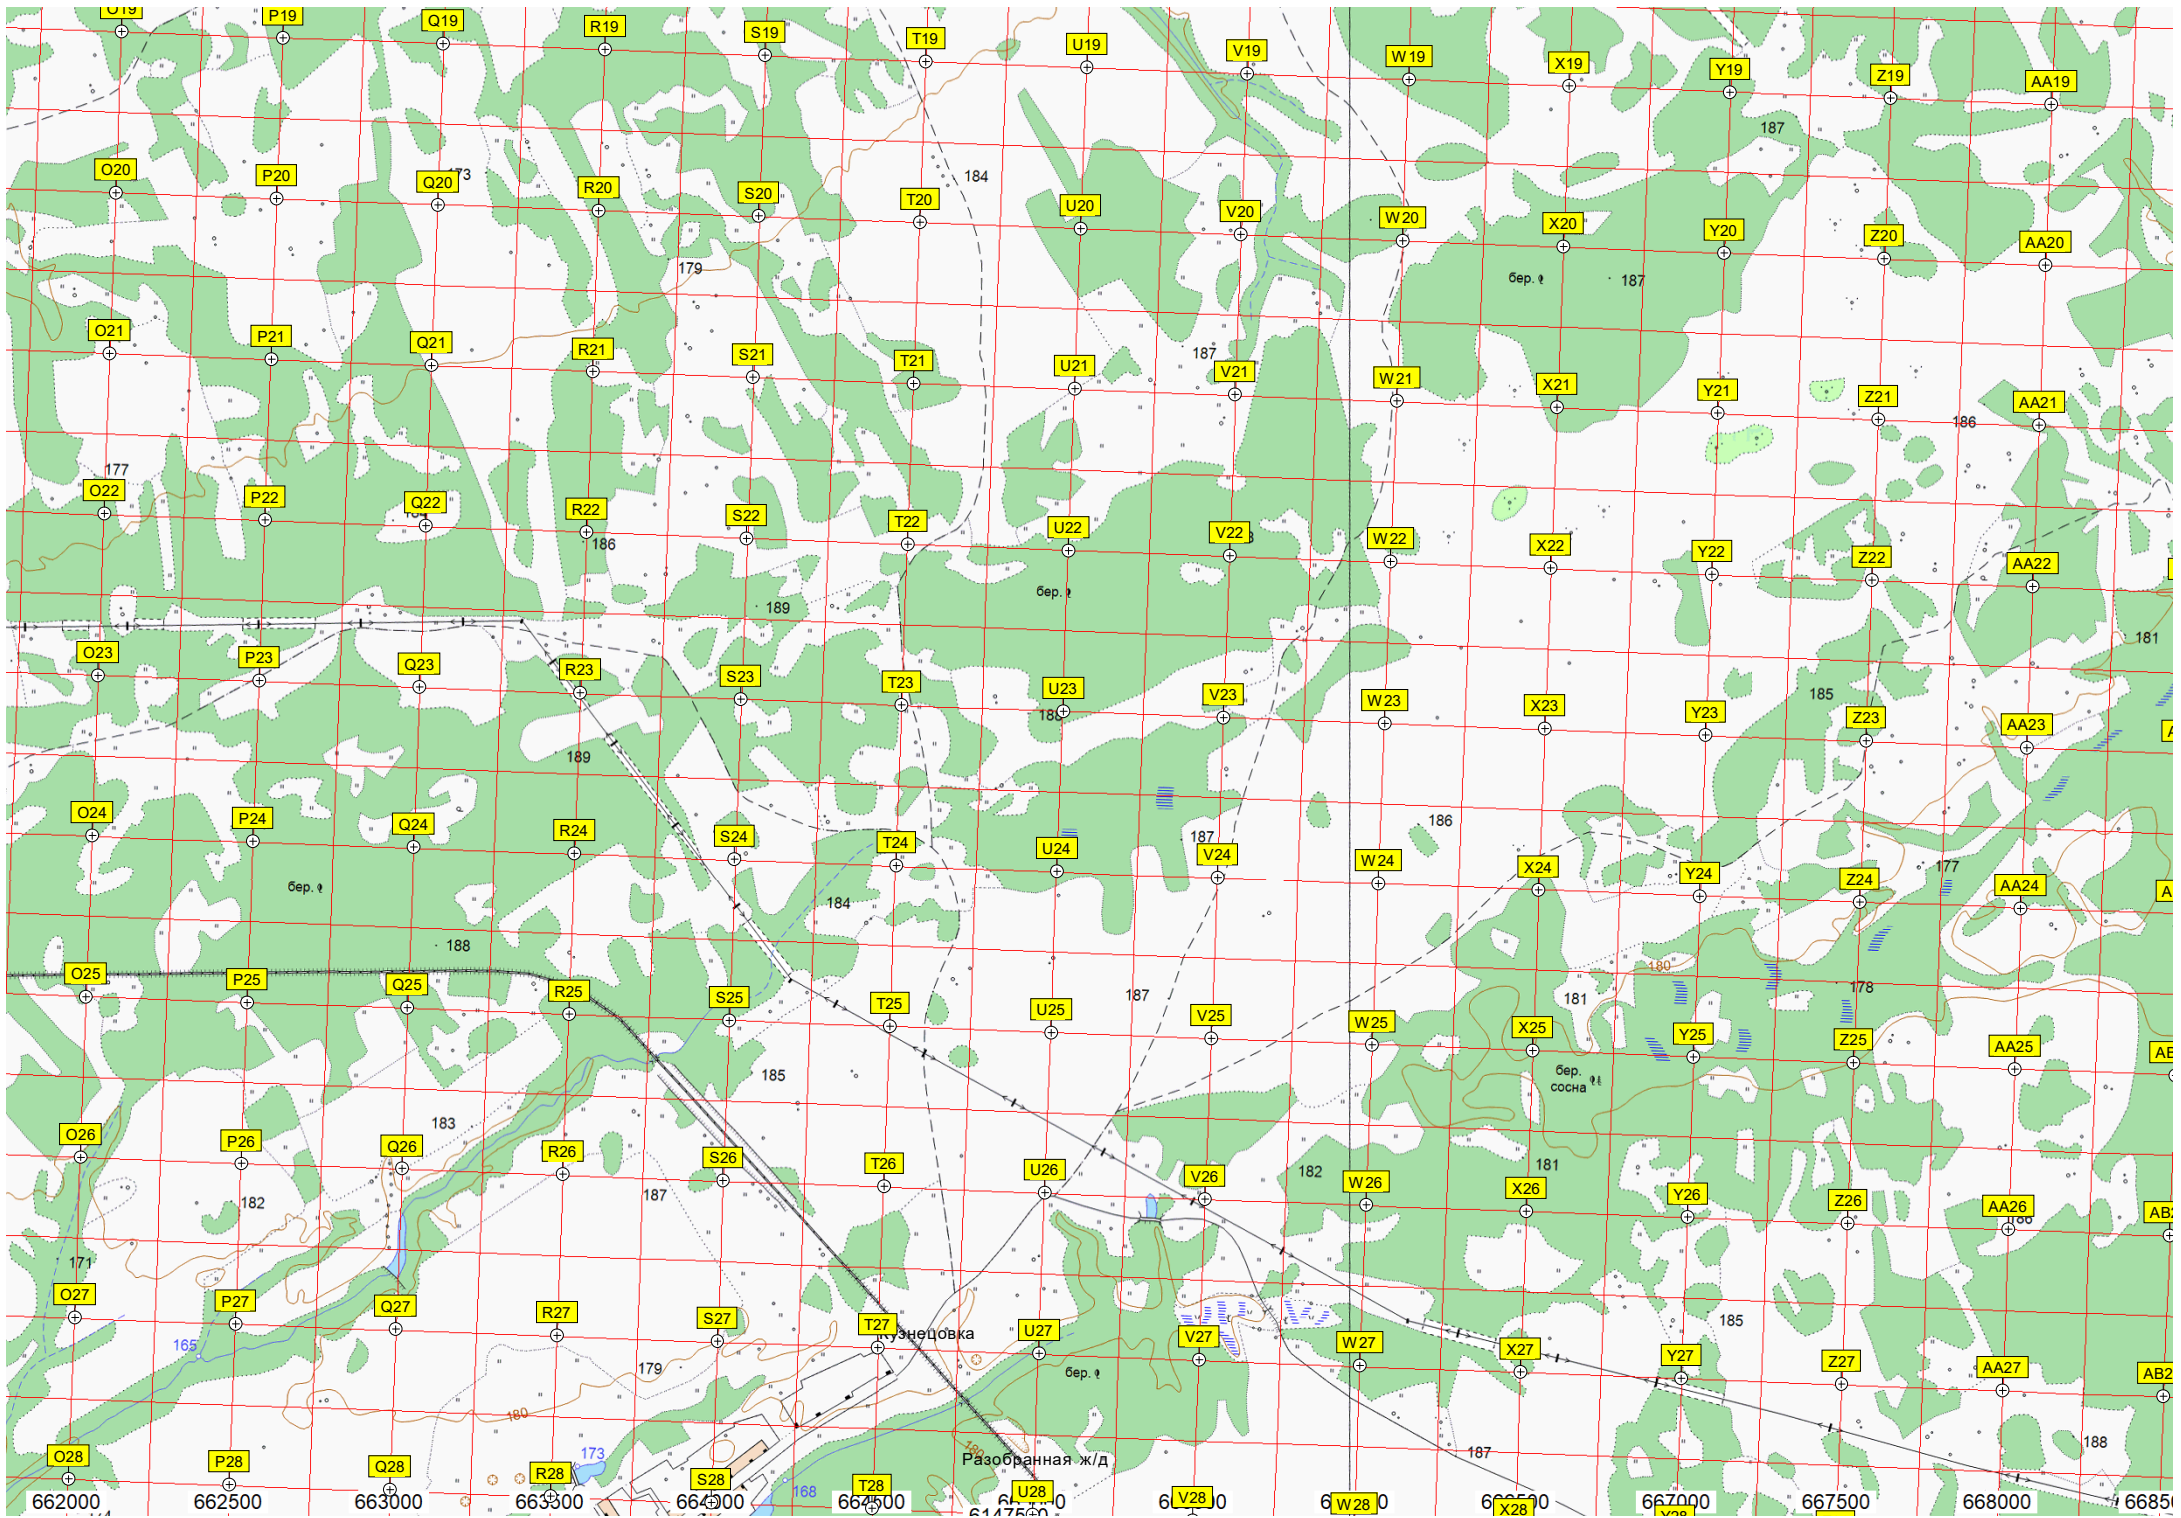 O19 P19 Q19 R19 S19 T19 U19 V19 W19 X19 Y19 Z19 AA19
187
173 184
O20 P20 Q20 R20 S20 T20 U20 V20 W20 X20 Y20 Z20 AA20
179 бер. 187
O21 P21 Q21 R21 S21 T21 U21 V21 W21 X21 Y21 Z21 AA21
187 186
177
O22 P22 Q22 R22 S22 T22 U22 V22 W22 X22 Y22 Z22 AA22
186
189 бер. 181
O23 P23 Q23 R23 S23 T23 U23 V23 W23 X23 Y23 Z23 AA23
185
189
O24 P24 Q24 R24 S24 T24 U24 V24 W24 X24 Y24 Z24 AA24
187 186 177
бер. 184
188 180
O25 P25 Q25 R25 S25 T25 U25 V25 W25 X25 Y25 Z25 AA25
187 181 178
185 бер.
сосна
183
O26 P26 Q26 R26 S26 T26 U26 V26 W26 X26 Y26 Z26 AA26
182 187 182 181
171
O27 P27 Q27 R27 S27 T27 U27 V27 W27 X27 Y27 Z27 AA27
165 Кузнецовка 185
179 бер.
180
180 187 188
Разобранная ж/д
173 168
O28 P28 Q28 R28 S28 T28 U28 V28 W28 X28
662000 662500 663000 663500 664000 667000 667500 668000